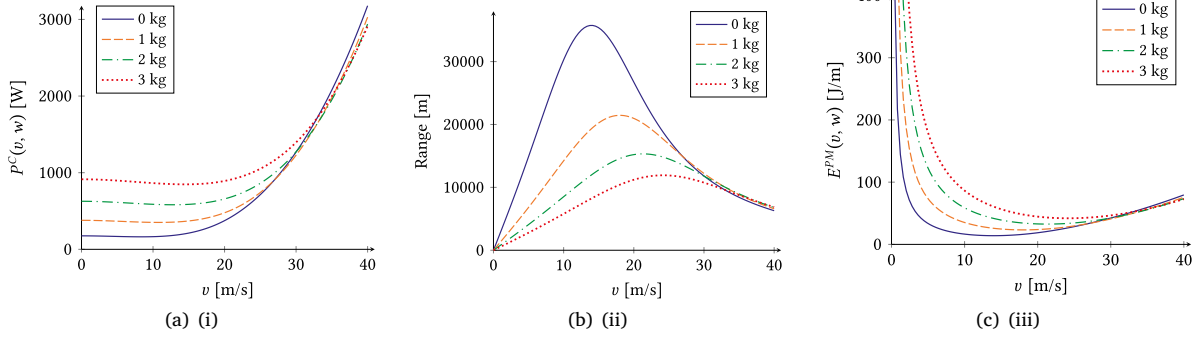 3000
2000
1000
0
0 10 20 30 40
P^C(v, w) [W]
v [m/s]
0 kg
1 kg
2 kg
3 kg
(a) (i)
30000
20000
10000
0
0 10 20 30 40
Range [m]
v [m/s]
0 kg
1 kg
2 kg
3 kg
(b) (ii)
300
200
100
0
0 10 20 30 40
E^{PM}(v, w) [J/m]
v [m/s]
0 kg
1 kg
2 kg
3 kg
(c) (iii)